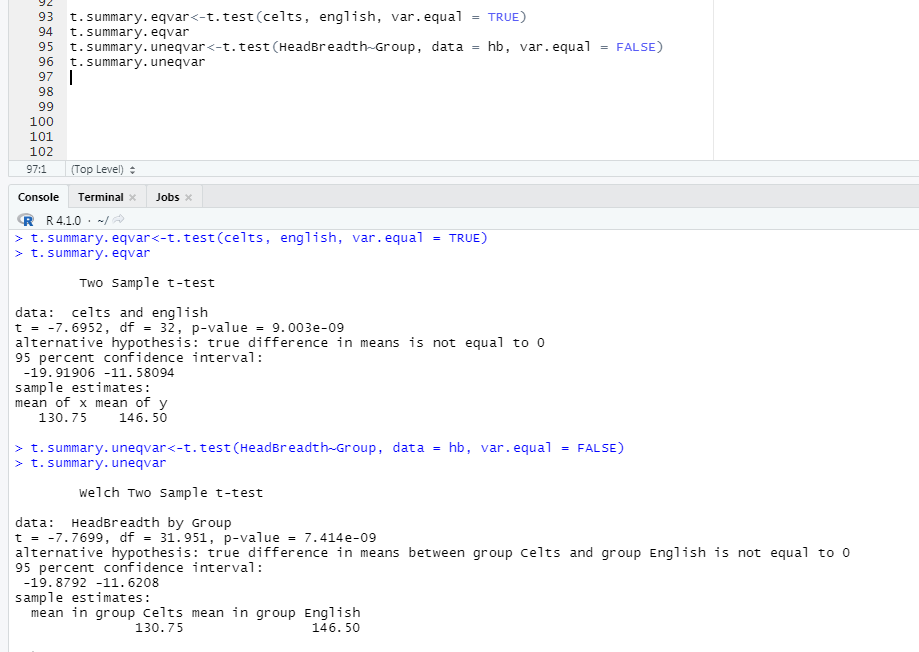 92
93 t.summary.eqvar<-t.test(celts, english, var.equal = TRUE)
94 t.summary.eqvar
95 t.summary.uneqvar<-t.test(HeadBreadth~Group, data = hb, var.equal = FALSE)
96 t.summary.uneqvar
97
98
99
100
101
102
97:1 (Top Level)
Console Terminal Jobs
R R 4.1.0 · ~/
> t.summary.eqvar<-t.test(celts, english, var.equal = TRUE)
> t.summary.eqvar
Two Sample t-test
data: celts and english
t = -7.6952, df = 32, p-value = 9.003e-09
alternative hypothesis: true difference in means is not equal to 0
95 percent confidence interval:
-19.91906 -11.58094
sample estimates:
mean of x mean of y
130.75 146.50
> t.summary.uneqvar<-t.test(HeadBreadth~Group, data = hb, var.equal = FALSE)
> t.summary.uneqvar
Welch Two Sample t-test
data: HeadBreadth by Group
t = -7.7699, df = 31.951, p-value = 7.414e-09
alternative hypothesis: true difference in means between group Celts and group English is not equal to 0
95 percent confidence interval:
-19.8792 -11.6208
sample estimates:
mean in group Celts mean in group English
130.75 146.50